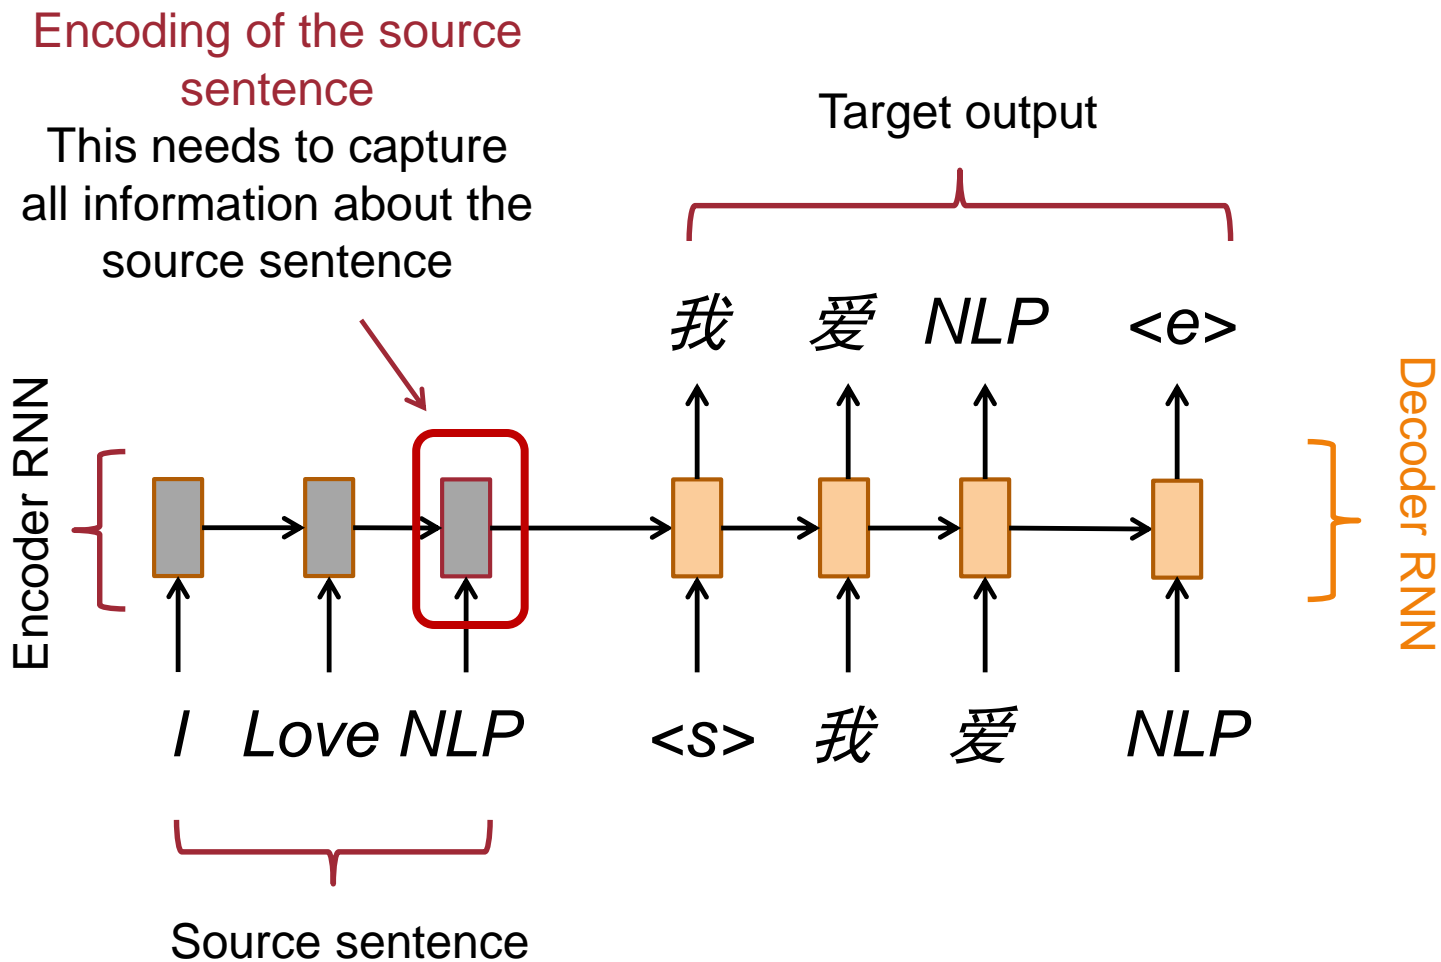 Encoding of the source
sentence
This needs to capture
all information about the
source sentence
Target output
我 爱 NLP <e>
Encoder RNN
Decoder RNN
I Love NLP <s> 我 爱 NLP
Source sentence